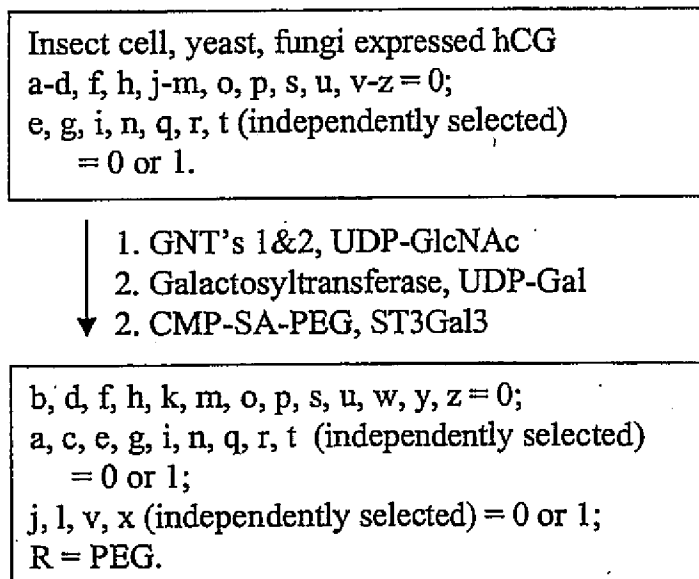 Insect cell, yeast, fungi expressed hCG
a-d, f, h, j-m, o, p, s, u, v-z = 0;
e, g, i, n, q, r, t (independently selected)
= 0 or 1.
1. GNT's 1&2, UDP-GlcNAc
2. Galactosyltransferase, UDP-Gal
2. CMP-SA-PEG, ST3Gal3
b, d, f, h, k, m, o, p, s, u, w, y, z = 0;
a, c, e, g, i, n, q, r, t (independently selected)
= 0 or 1;
j, l, v, x (independently selected) = 0 or 1;
R = PEG.